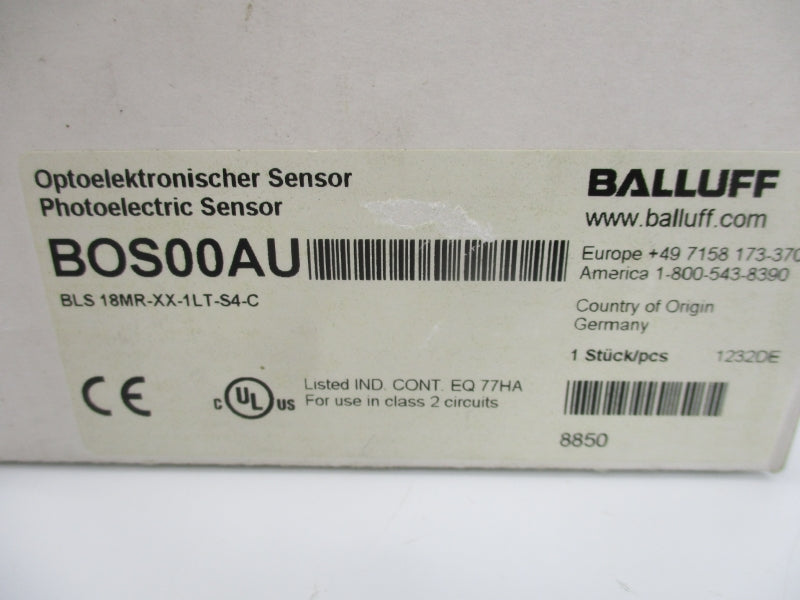 Optoelektronischer Sensor
Photoelectric Sensor
BALLUFF
www.balluff.com
BOS00AU
Europe +49 7158 173-370
America 1-800-543-8390
BLS 18MR-XX-1LT-S4-C
Country of Origin
Germany
1 Stück/pcs 1232DE
CE
C UL US
Listed IND. CONT. EQ 77HA
For use in class 2 circuits
8850